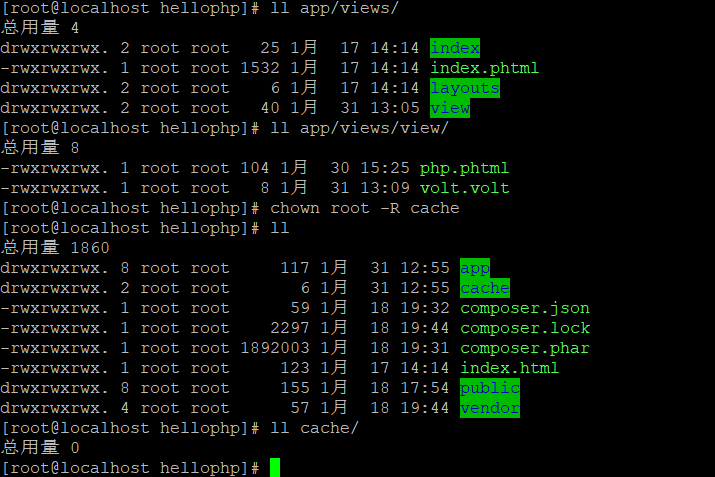 [root@localhost hellophp]# ll app/views/
总用量 4
drwxrwxrwx. 2 root root   25 1月  17 14:14 index
-rwxrwxrwx. 1 root root 1532 1月  17 14:14 index.phtml
drwxrwxrwx. 2 root root    6 1月  17 14:14 layouts
drwxrwxrwx. 2 root root   40 1月  31 13:05 view
[root@localhost hellophp]# ll app/views/view/
总用量 8
-rwxrwxrwx. 1 root root 104 1月  30 15:25 php.phtml
-rwxrwxrwx. 1 root root   8 1月  31 13:09 volt.volt
[root@localhost hellophp]# chown root -R cache
[root@localhost hellophp]# ll
总用量 1860
drwxrwxrwx. 8 root root     117 1月  31 12:55 app
drwxrwxrwx. 2 root root       6 1月  31 12:55 cache
-rwxrwxrwx. 1 root root      59 1月  18 19:32 composer.json
-rwxrwxrwx. 1 root root    2297 1月  18 19:44 composer.lock
-rwxrwxrwx. 1 root root 1892003 1月  18 19:31 composer.phar
-rwxrwxrwx. 1 root root     123 1月  17 14:14 index.html
drwxrwxrwx. 8 root root     155 1月  18 17:54 public
drwxrwxrwx. 4 root root      57 1月  18 19:44 vendor
[root@localhost hellophp]# ll cache/
总用量 0
[root@localhost hellophp]#